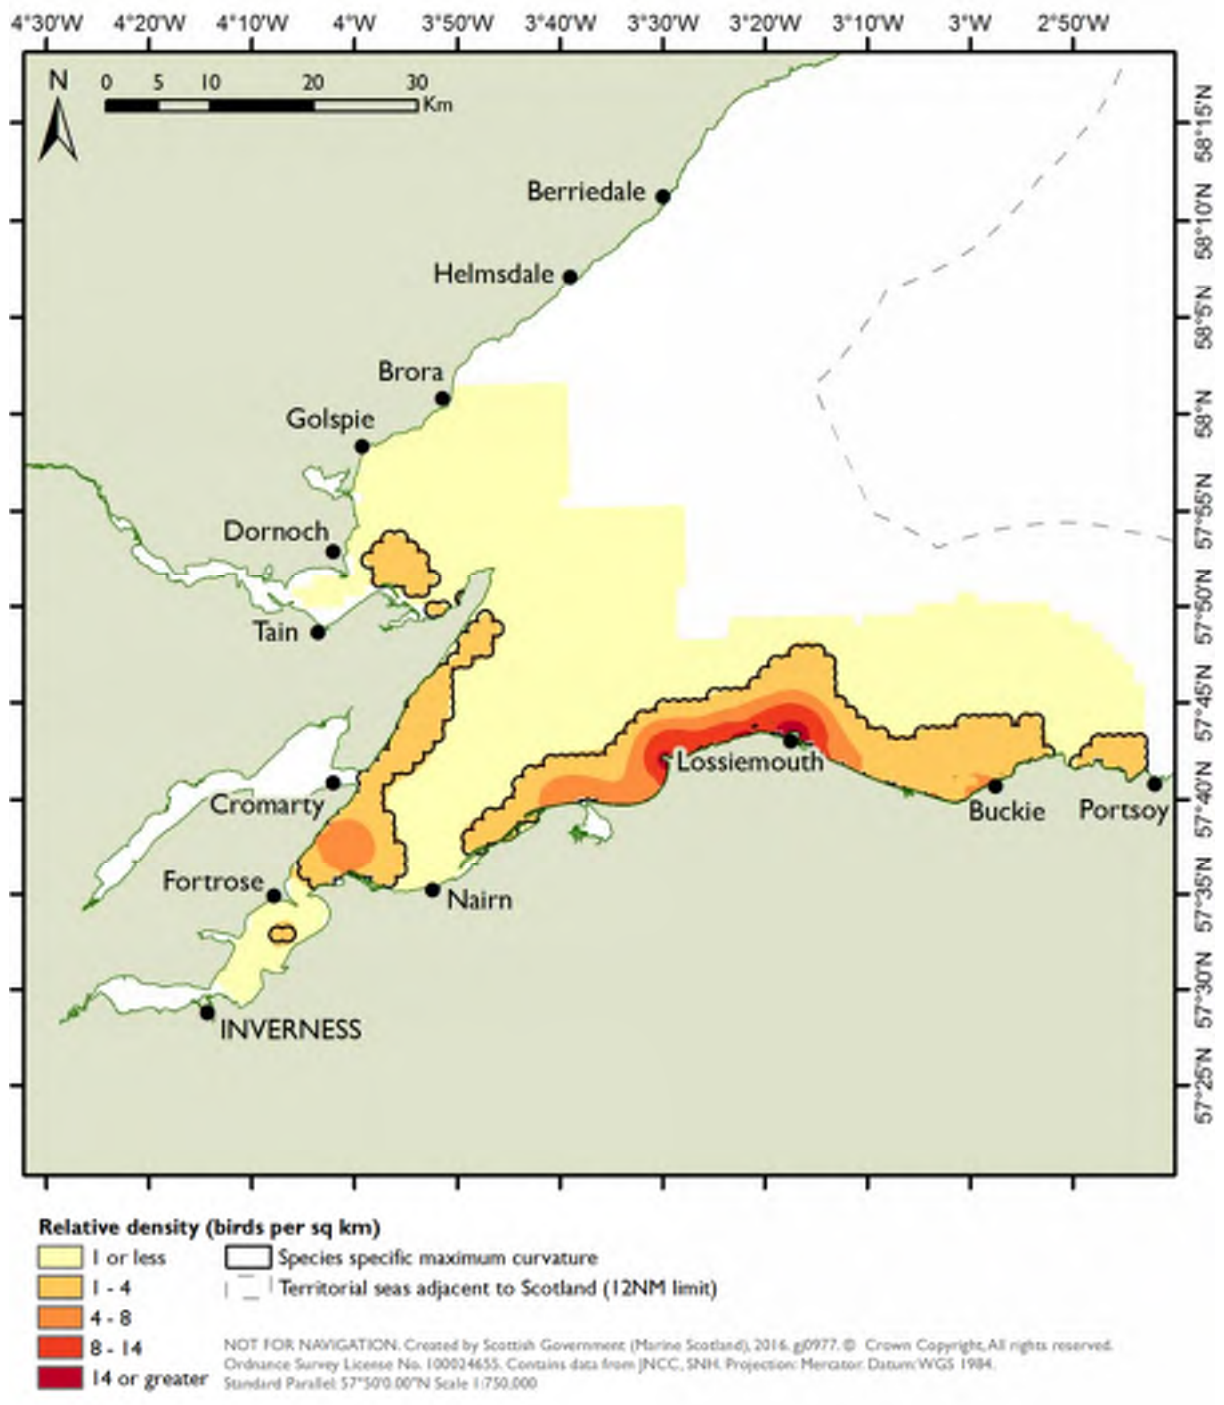 4°30'W 4°20'W 4°10'W 4°0'W 3°50'W 3°40'W 3°30'W 3°20'W 3°10'W 3°0'W 2°50'W
N 0 5 10 20 30
Km
58°15'N
58°10'N
58°5'N
58°N
57°55'N
57°50'N
57°45'N
57°40'N
57°35'N
57°30'N
57°25'N
Berriedale
Helmsdale
Brora
Golspie
Dornoch
Tain
Lossiemouth
Cromarty
Buckie Portsoy
Fortrose
Nairn
INVERNESS
Relative density (birds per sq km)
1 or less Species specific maximum curvature
1 - 4 Territorial seas adjacent to Scotland (12NM limit)
4 - 8
8 - 14
14 or greater
NOT FOR NAVIGATION. Created by Scottish Government (Marine Scotland), 2016. gj0977. © Crown Copyright, All rights reserved.
Ordnance Survey License No. 100024655. Contains data from JNCC, SNH. Projection: Mercator. Datum: WGS 1984.
Standard Parallel: 57°50'0.00"N Scale 1:750,000